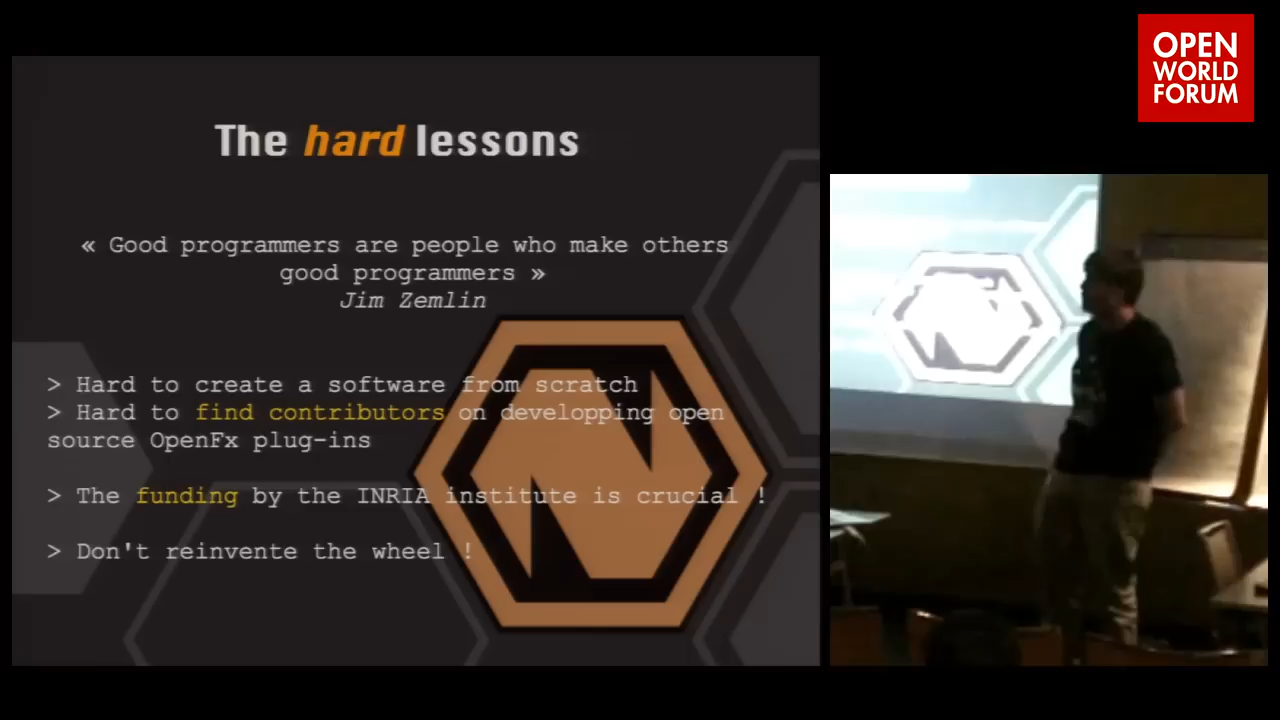 OPEN
WORLD
FORUM
The hard lessons
« Good programmers are people who make others
good programmers »
Jim Zemlin
> Hard to create a software from scratch
> Hard to find contributors on developping open
source OpenFx plug-ins
> The funding by the INRIA institute is crucial !
> Don't reinvente the wheel !